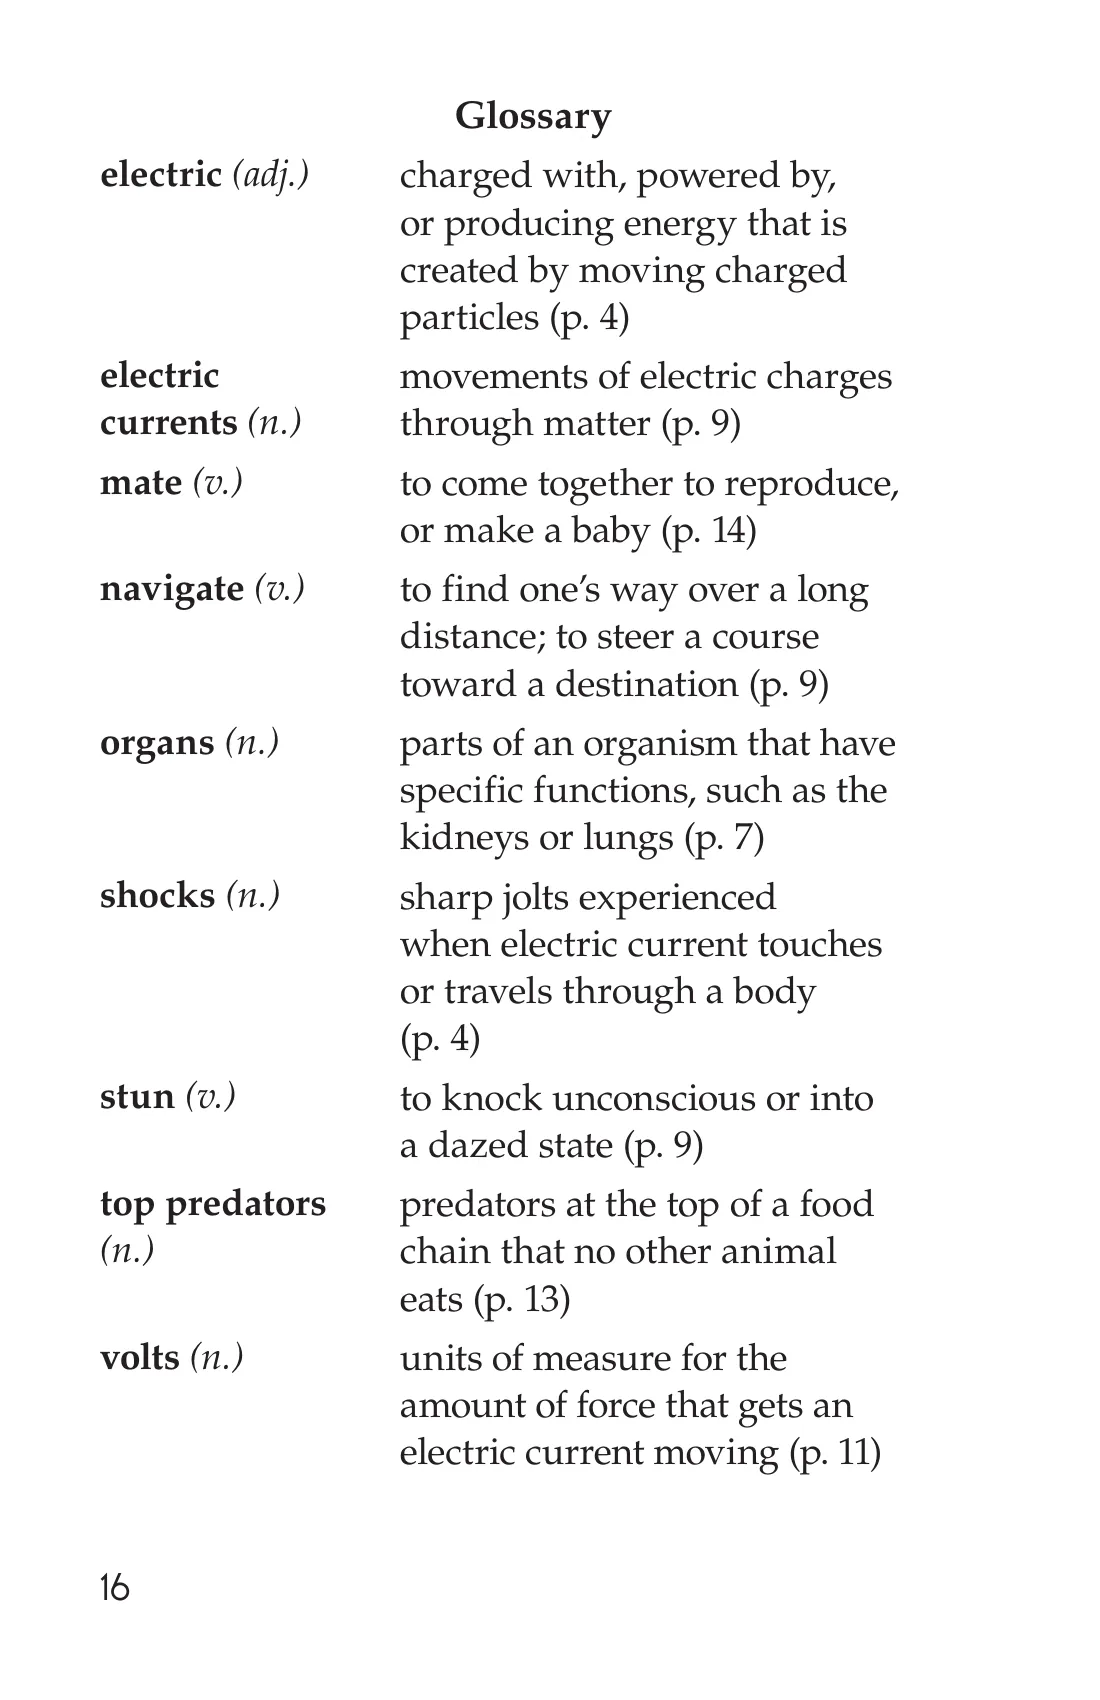 Glossary
electric (adj.) charged with, powered by,
or producing energy that is
created by moving charged
particles (p. 4)
electric movements of electric charges
currents (n.) through matter (p. 9)
mate (v.) to come together to reproduce,
or make a baby (p. 14)
navigate (v.) to find one’s way over a long
distance; to steer a course
toward a destination (p. 9)
organs (n.) parts of an organism that have
specific functions, such as the
kidneys or lungs (p. 7)
shocks (n.) sharp jolts experienced
when electric current touches
or travels through a body
(p. 4)
stun (v.) to knock unconscious or into
a dazed state (p. 9)
top predators predators at the top of a food
(n.) chain that no other animal
eats (p. 13)
volts (n.) units of measure for the
amount of force that gets an
electric current moving (p. 11)
16